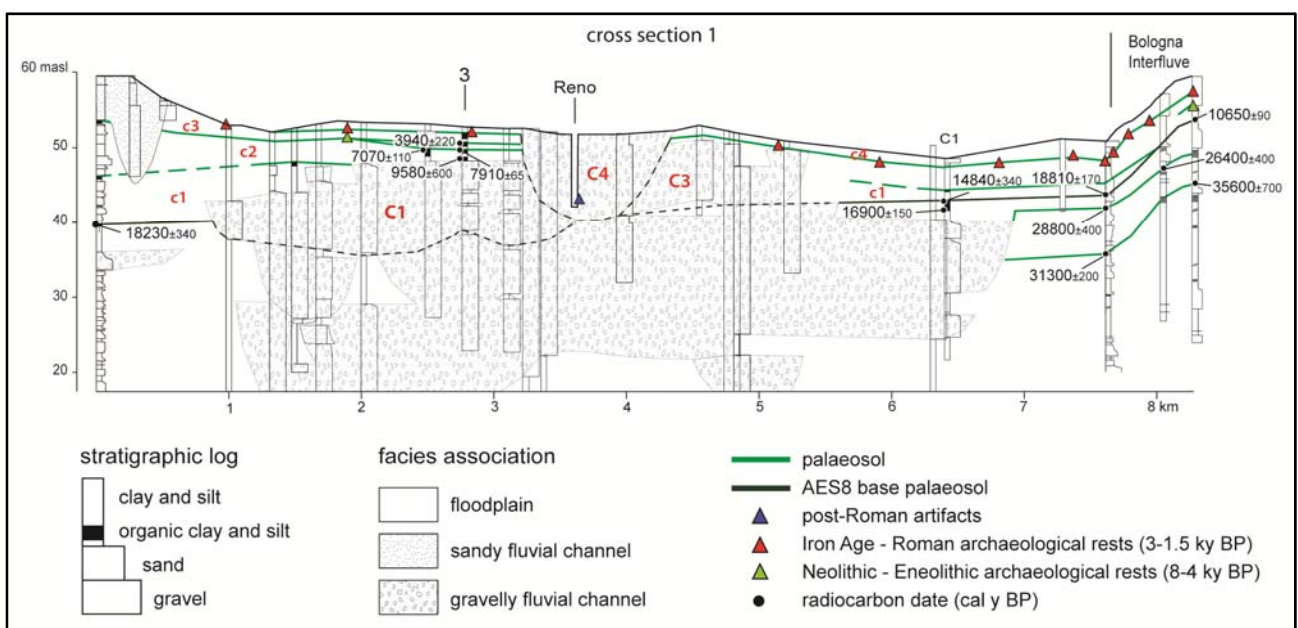 cross section 1
Bologna
Interfluve
60 masl
3
Reno
c3
3940±220
10650±90
50
c2
7070±110
C4
c4
C1
26400±400
9580±600
7910±65
C3
14840±340
18810±170
c1
C1
c1
35600±700
40
18230±340
16900±150
28800±400
31300±200
30
20
1 2 3 4 5 6 7 8 km
stratigraphic log
clay and silt
organic clay and silt
sand
gravel
facies association
floodplain
sandy fluvial channel
gravelly fluvial channel
palaeosol
AES8 base palaeosol
post-Roman artifacts
Iron Age - Roman archaeological rests (3-1.5 ky BP)
Neolithic - Eneolithic archaeological rests (8-4 ky BP)
radiocarbon date (cal y BP)